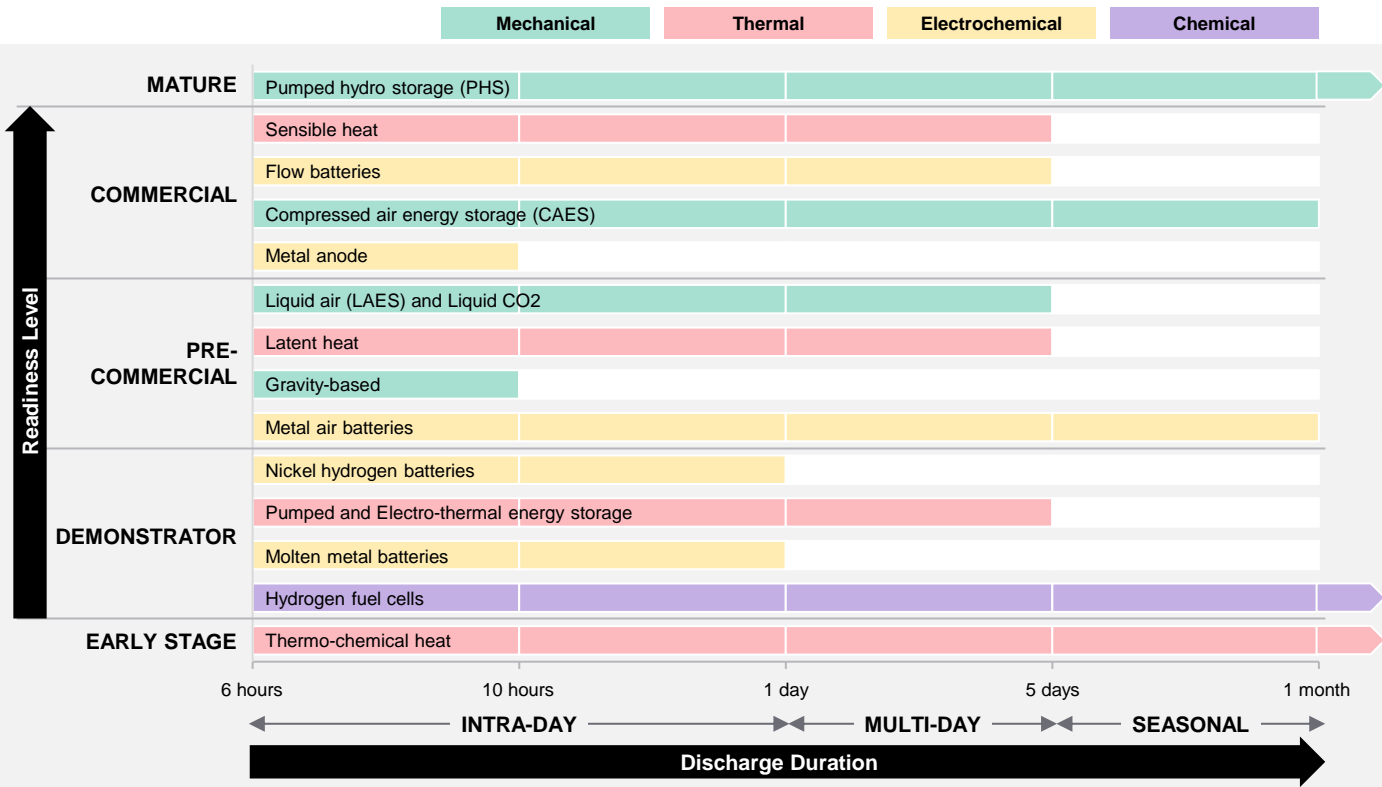 Mechanical
Thermal
Electrochemical
Chemical
MATURE
Pumped hydro storage (PHS)
Sensible heat
Flow batteries
COMMERCIAL
Compressed air energy storage (CAES)
Metal anode
Liquid air (LAES) and Liquid CO2
Latent heat
PRE-
COMMERCIAL
Gravity-based
Metal air batteries
Nickel hydrogen batteries
Pumped and Electro-thermal energy storage
DEMONSTRATOR
Molten metal batteries
Hydrogen fuel cells
EARLY STAGE
Thermo-chemical heat
Readiness Level
6 hours
10 hours
1 day
5 days
1 month
INTRA-DAY
MULTI-DAY
SEASONAL
Discharge Duration